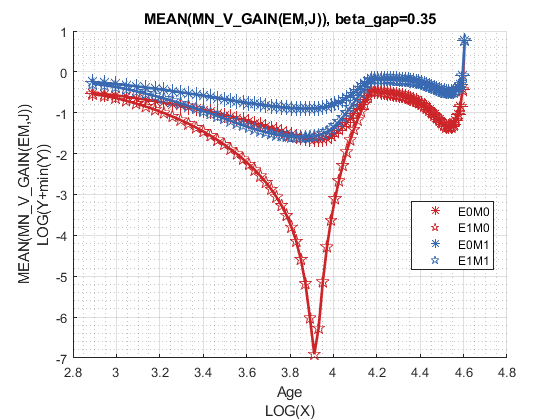 MEAN(MN_V_GAIN(EM,J)), beta_gap=0.35
MEAN(MN_V_GAIN(EM,J))
LOG(Y+min(Y))
1
0
-1
-2
-3
-4
-5
-6
-7
E0M0
E1M0
E0M1
E1M1
2.8 3 3.2 3.4 3.6 3.8 4 4.2 4.4 4.6 4.8
Age
LOG(X)